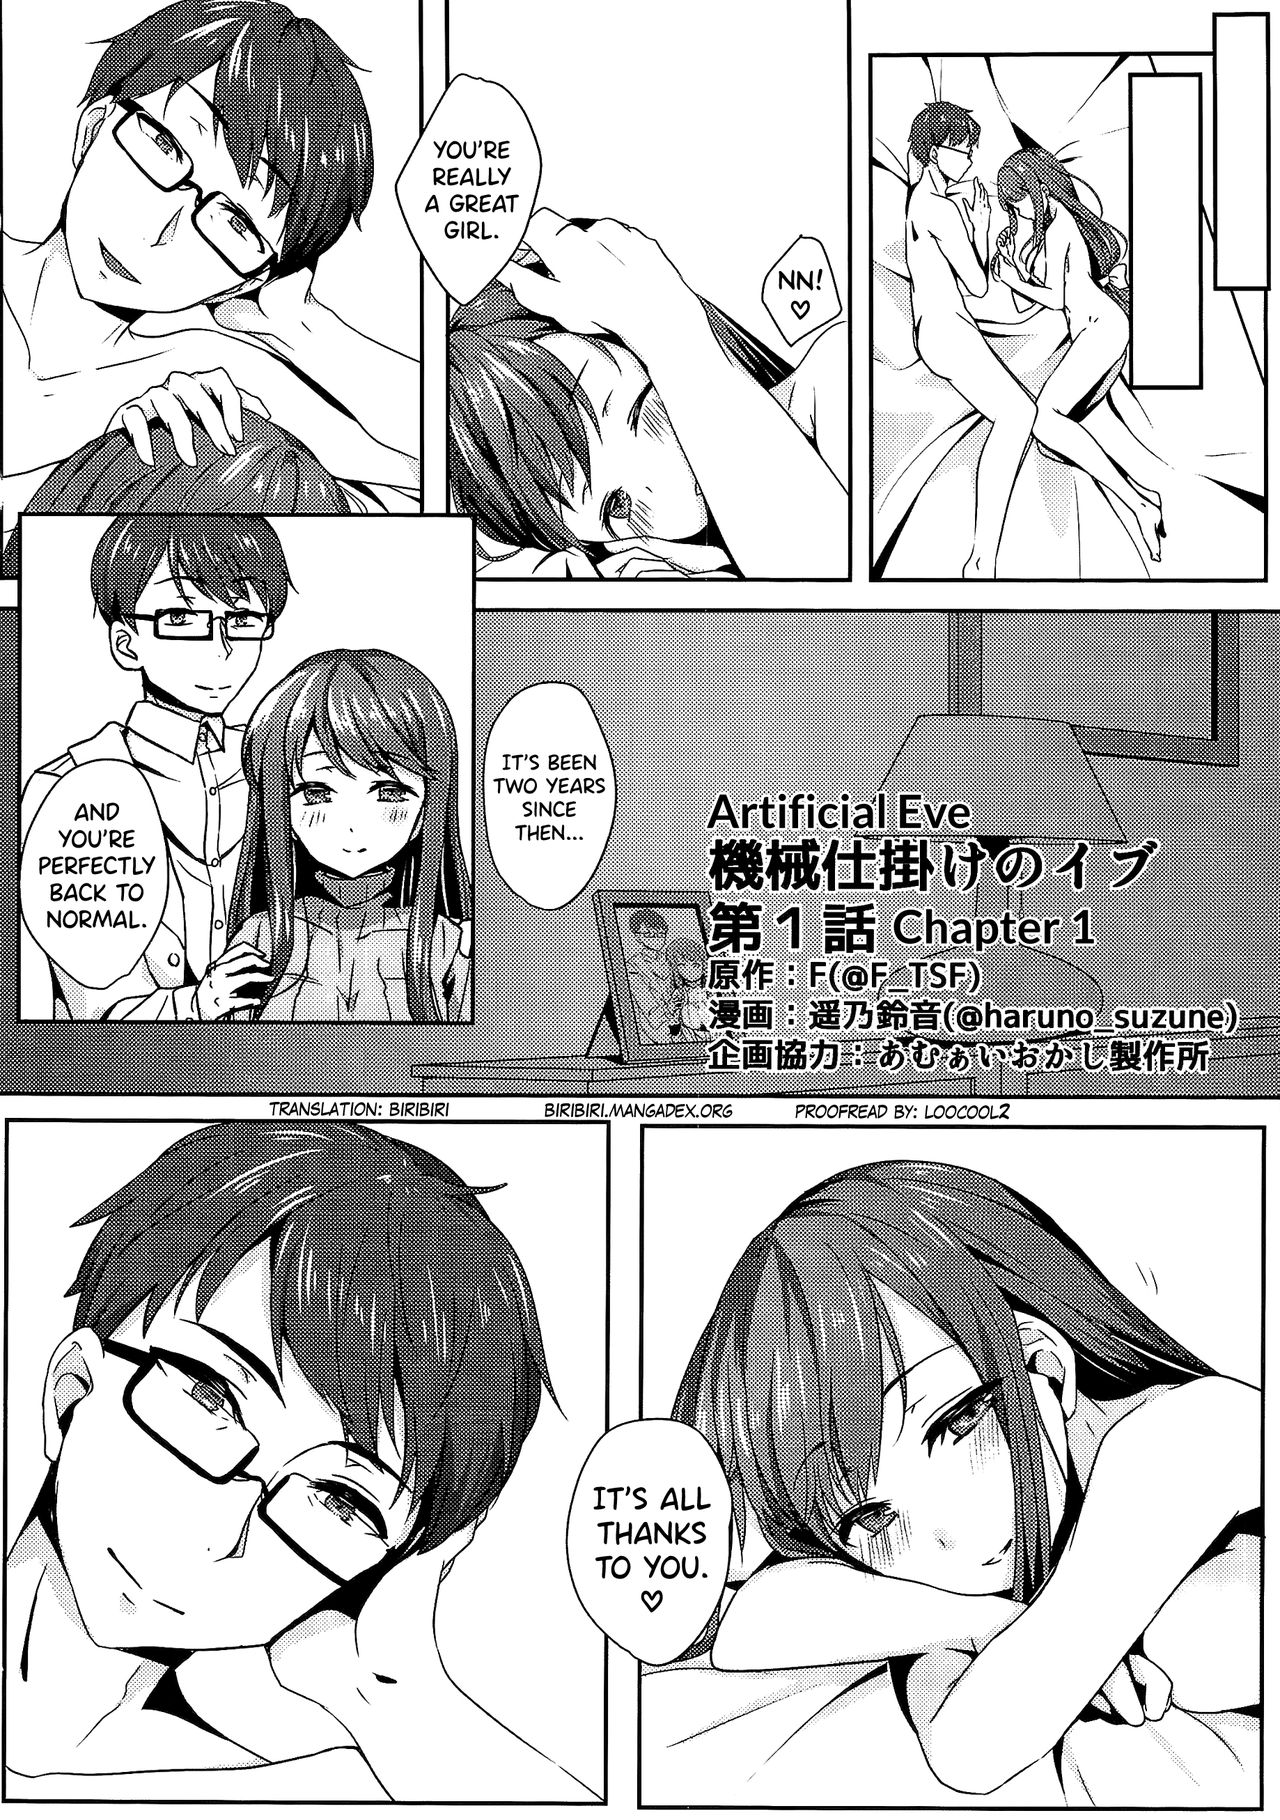 NN!
♡
YOU'RE
REALLY
A GREAT
GIRL.
IT'S BEEN
TWO YEARS
SINCE
THEN...
AND
YOU'RE
PERFECTLY
BACK TO
NORMAL.
Artificial Eve
機械仕掛けのイブ
第1話 Chapter 1
原作:F(@F_TSF)
漫画:遥乃鈴音(@haruno_suzune)
企画協力:あむぁいおかし製作所
TRANSLATION: BIRIBIRI BIRIBIRI.MANGADEX.ORG PROOFREAD BY: LOOCOOL2
IT'S ALL
THANKS
TO YOU.
♡